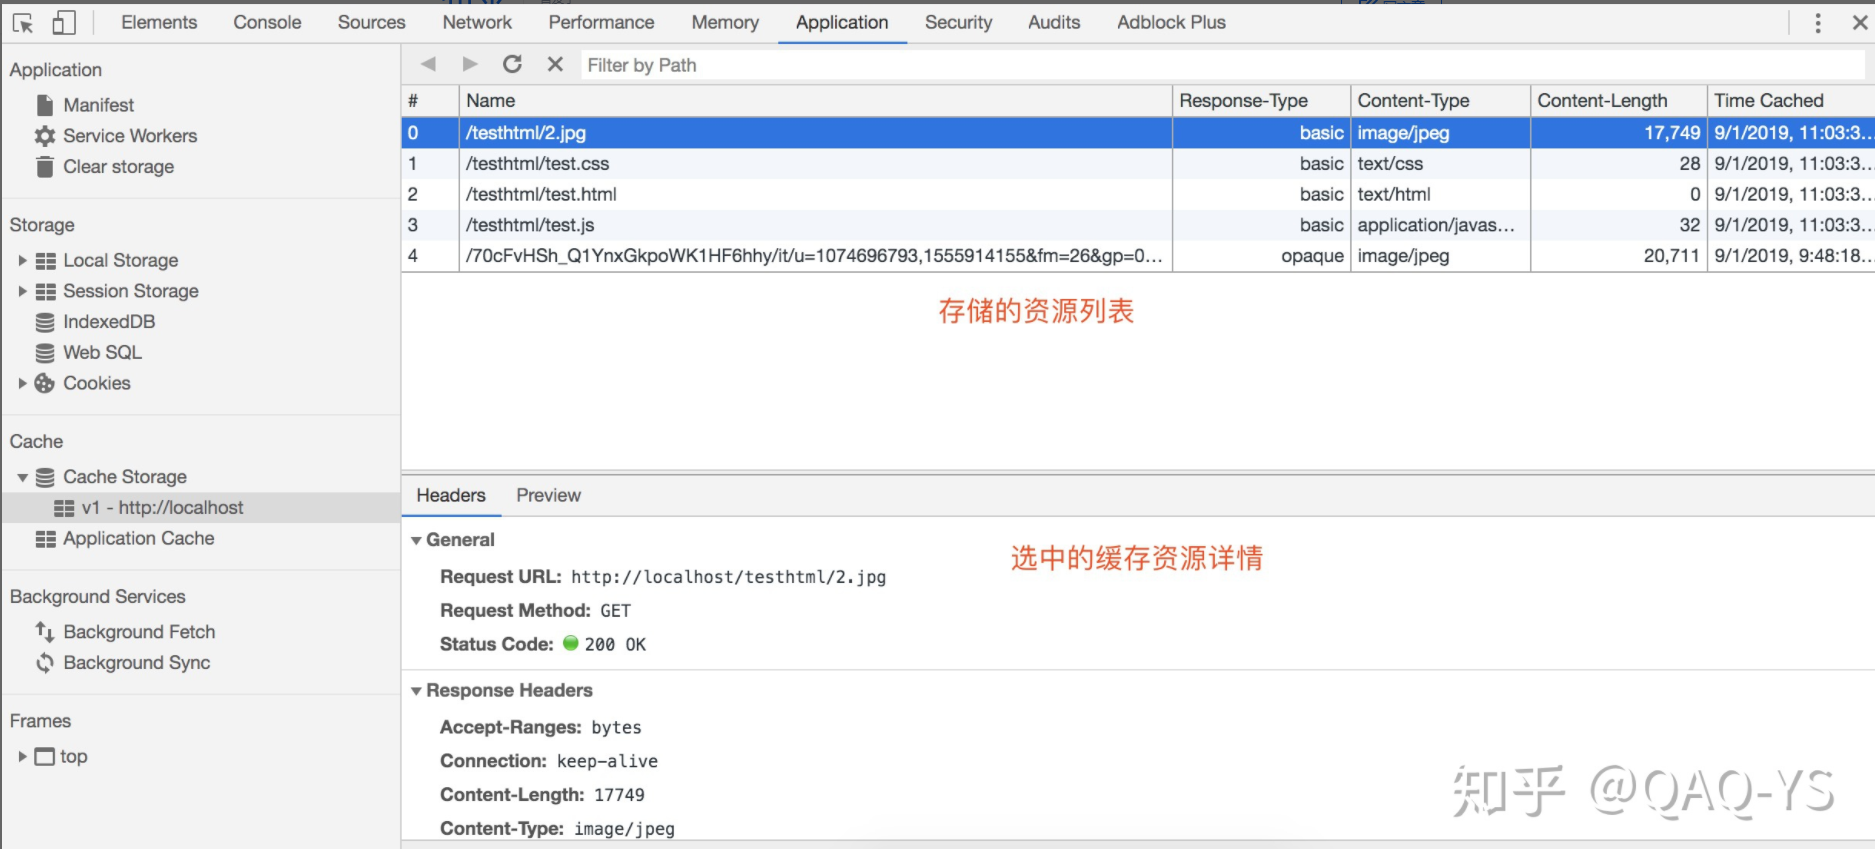 Elements Console Sources Network Performance Memory Application Security Audits Adblock Plus
Application
Manifest
Service Workers
Clear storage
Storage
Local Storage
Session Storage
IndexedDB
Web SQL
Cookies
Cache
Cache Storage
v1 - http://localhost
Application Cache
Background Services
Background Fetch
Background Sync
Frames
top
Filter by Path
# Name Response-Type Content-Type Content-Length Time Cached
0 /testhtml/2.jpg basic image/jpeg 17,749 9/1/2019, 11:03:3...
1 /testhtml/test.css basic text/css 28 9/1/2019, 11:03:3...
2 /testhtml/test.html basic text/html 0 9/1/2019, 11:03:3...
3 /testhtml/test.js basic application/javas... 32 9/1/2019, 11:03:3...
4 /70cFvHSh_Q1YnxGkpoWK1HF6hhy/it/u=1074696793,1555914155&fm=26&gp=0... opaque image/jpeg 20,711 9/1/2019, 9:48:18...
存储的资源列表
Headers Preview
General
选中的缓存资源详情
Request URL: http://localhost/testhtml/2.jpg
Request Method: GET
Status Code: 200 OK
Response Headers
Accept-Ranges: bytes
Connection: keep-alive
Content-Length: 17749
Content-Type: image/jpeg
知乎 @QAQ-YS